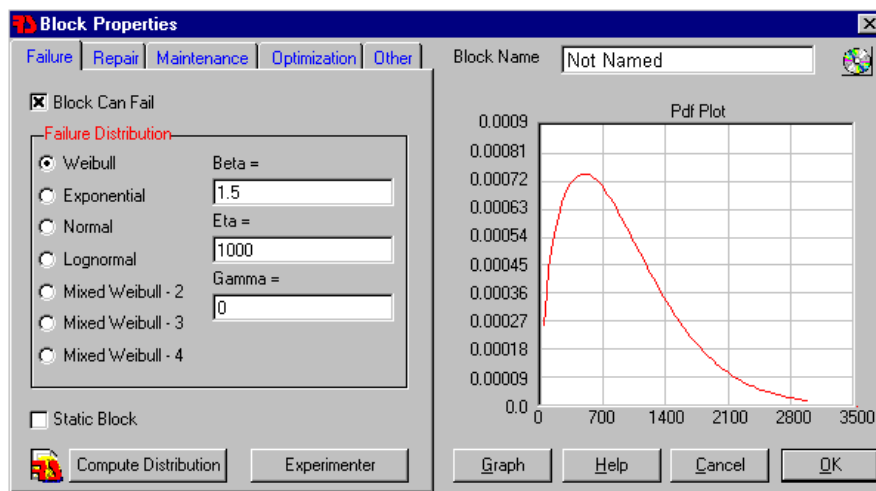 Block Properties
Failure Repair Maintenance Optimization Other
Block Can Fail
Failure Distribution
Weibull
Exponential
Normal
Lognormal
Mixed Weibull - 2
Mixed Weibull - 3
Mixed Weibull - 4
Beta =
1.5
Eta =
1000
Gamma =
0
Static Block
Compute Distribution
Experimenter
Block Name
Not Named
Pdf Plot
0.0009
0.00081
0.00072
0.00063
0.00054
0.00045
0.00036
0.00027
0.00018
0.00009
0.0
0 700 1400 2100 2800 3500
Graph Help Cancel OK